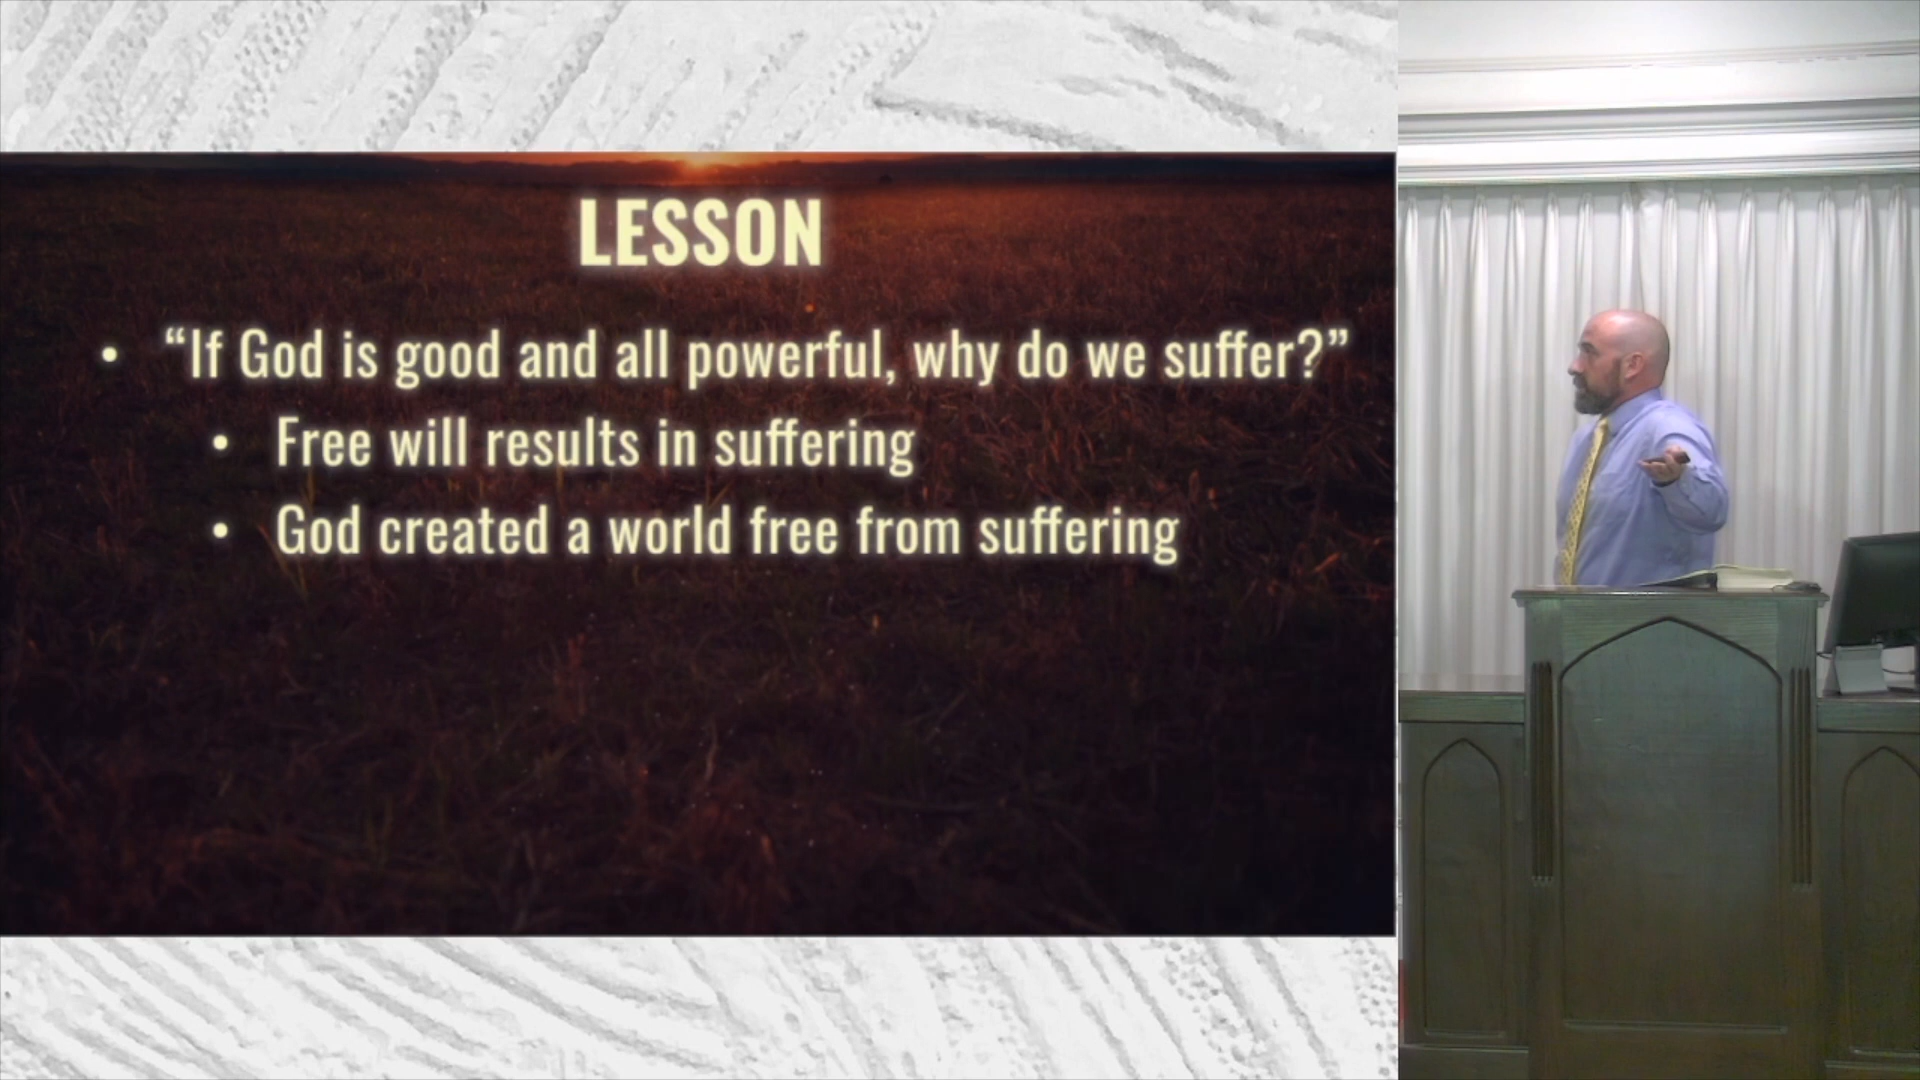 LESSON
• “If God is good and all powerful, why do we suffer?”
• Free will results in suffering
• God created a world free from suffering